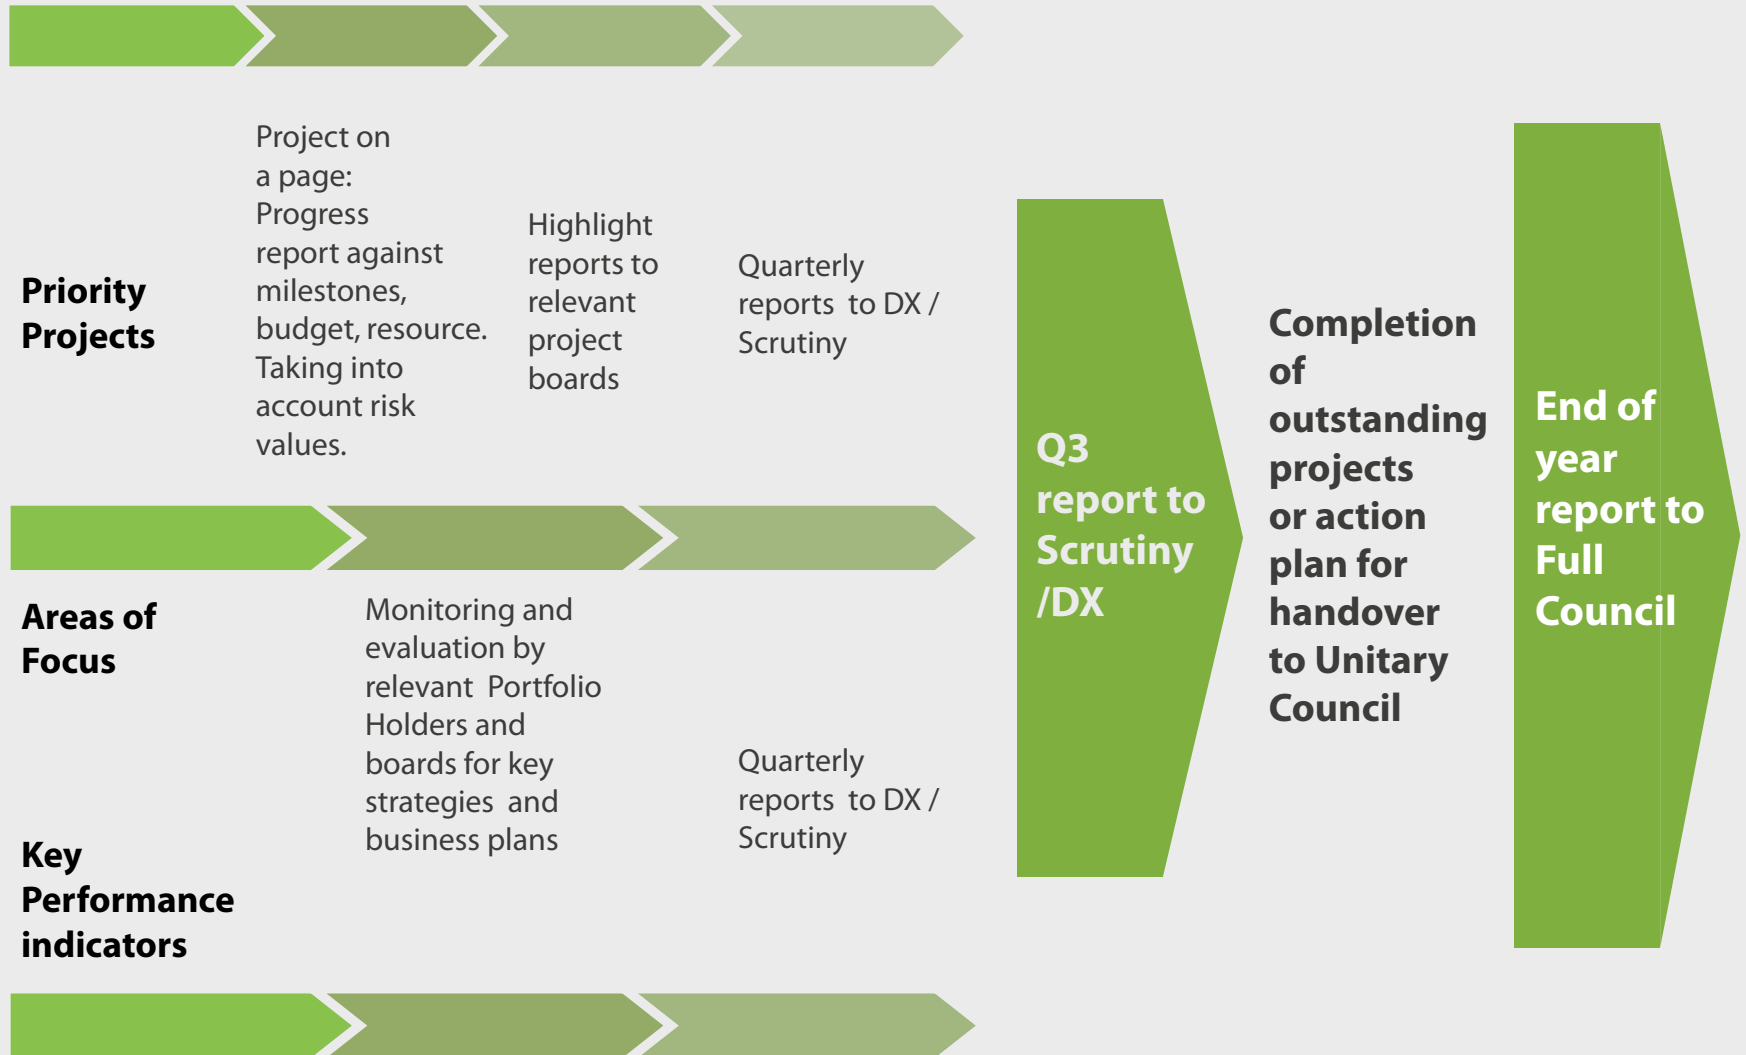 Priority
Projects
Project on
a page:
Progress
report against
milestones,
budget, resource.
Taking into
account risk
values.
Highlight
reports to
relevant
project
boards
Quarterly
reports to DX /
Scrutiny
Areas of
Focus
Key
Performance
indicators
Monitoring and
evaluation by
relevant Portfolio
Holders and
boards for key
strategies and
business plans
Quarterly
reports to DX /
Scrutiny
Q3
report to
Scrutiny
/DX
Completion
of
outstanding
projects
or action
plan for
handover
to Unitary
Council
End of
year
report to
Full
Council